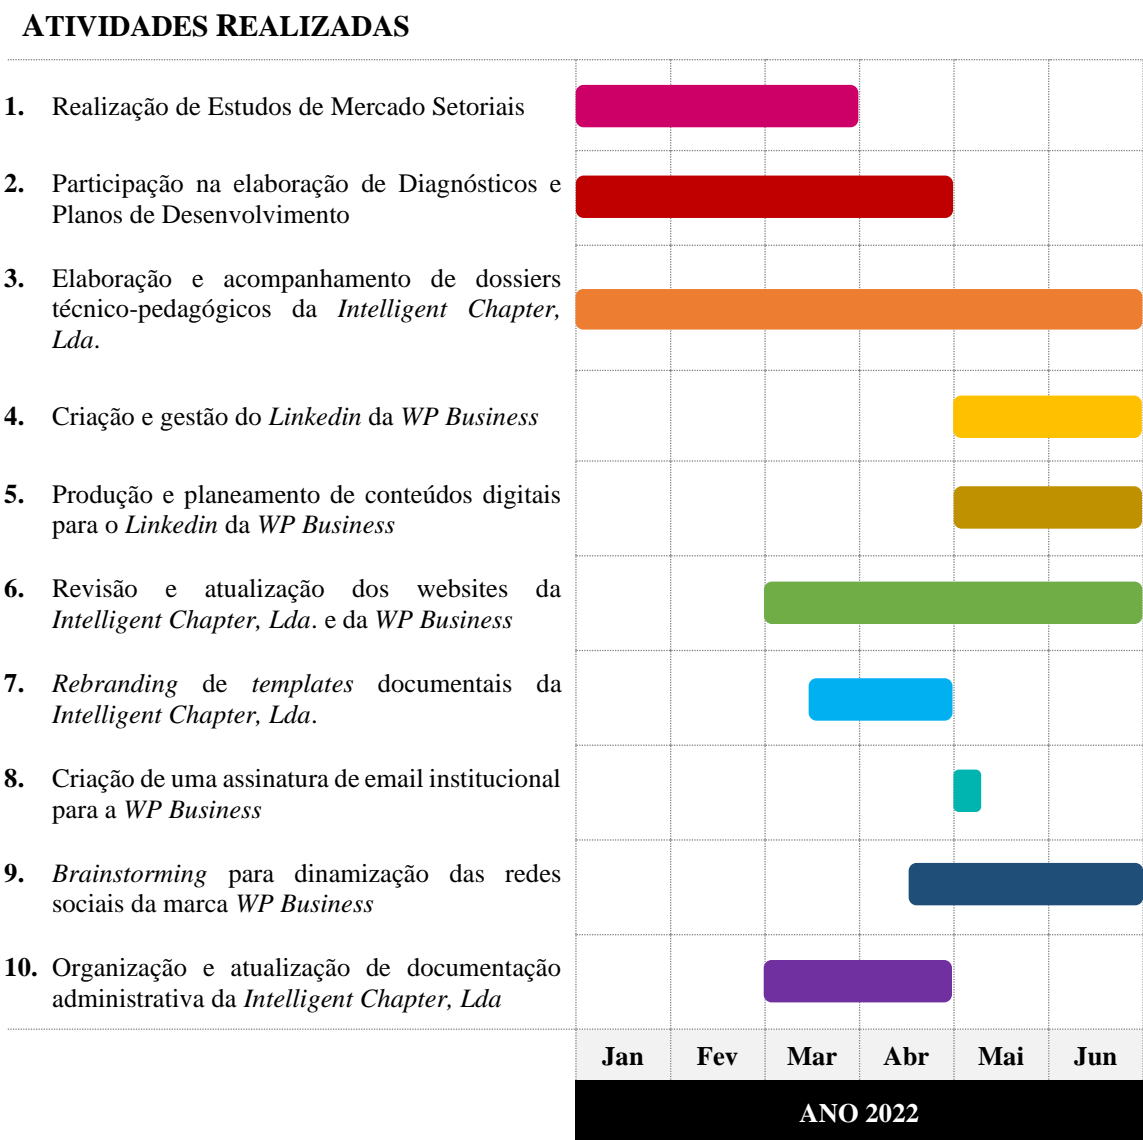 ATIVIDADES REALIZADAS
1. Realização de Estudos de Mercado Setoriais
2. Participação na elaboração de Diagnósticos e
Planos de Desenvolvimento
3. Elaboração e acompanhamento de dossiers
técnico-pedagógicos da Intelligent Chapter,
Lda.
4. Criação e gestão do Linkedin da WP Business
5. Produção e planeamento de conteúdos digitais
para o Linkedin da WP Business
6. Revisão e atualização dos websites da
Intelligent Chapter, Lda. e da WP Business
7. Rebranding de templates documentais da
Intelligent Chapter, Lda.
8. Criação de uma assinatura de email institucional
para a WP Business
9. Brainstorming para dinamização das redes
sociais da marca WP Business
10. Organização e atualização de documentação
administrativa da Intelligent Chapter, Lda
Jan Fev Mar Abr Mai Jun
ANO 2022